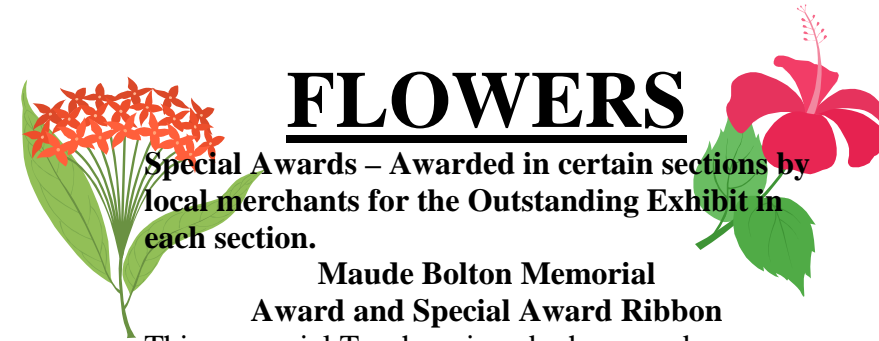 FLOWERS
Special Awards – Awarded in certain sections by
local merchants for the Outstanding Exhibit in
each section.
Maude Bolton Memorial
Award and Special Award Ribbon